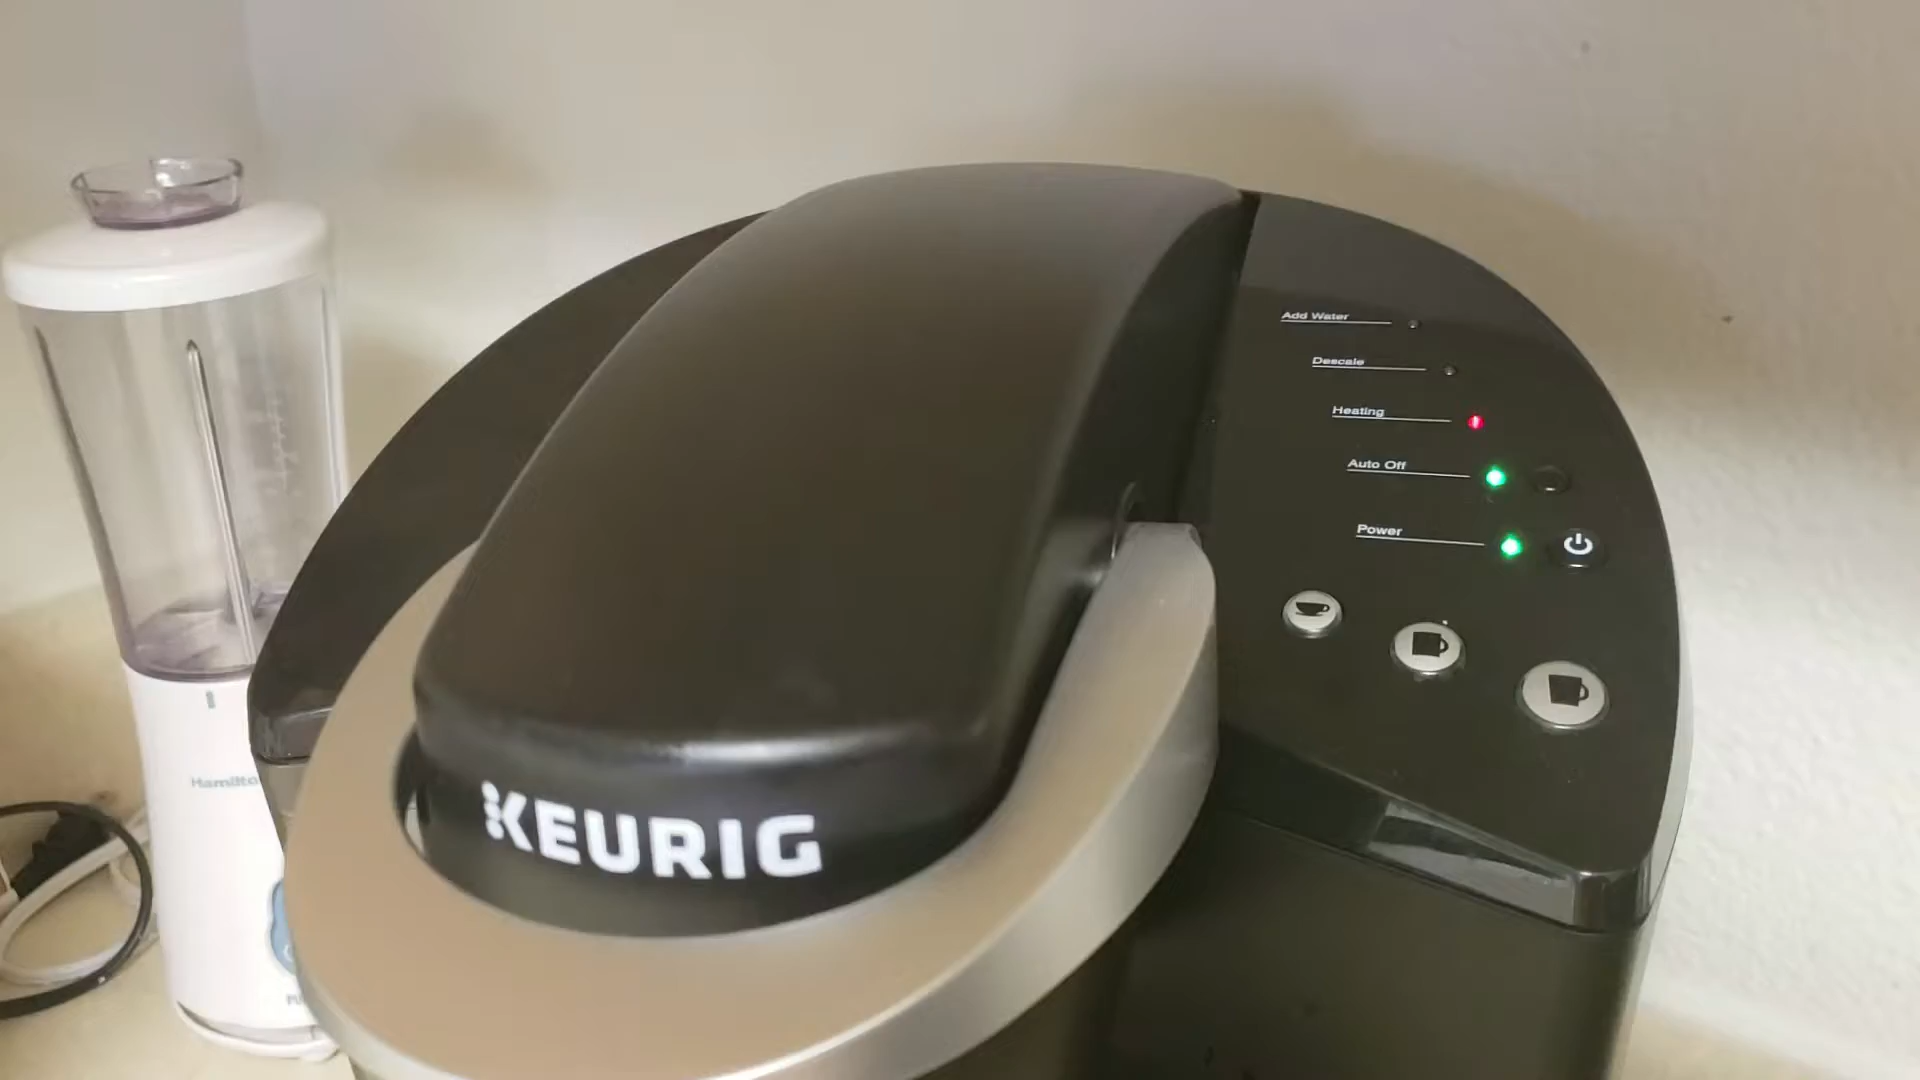 Add Water
Descale
Heating
Auto Off
Power
KEURIG